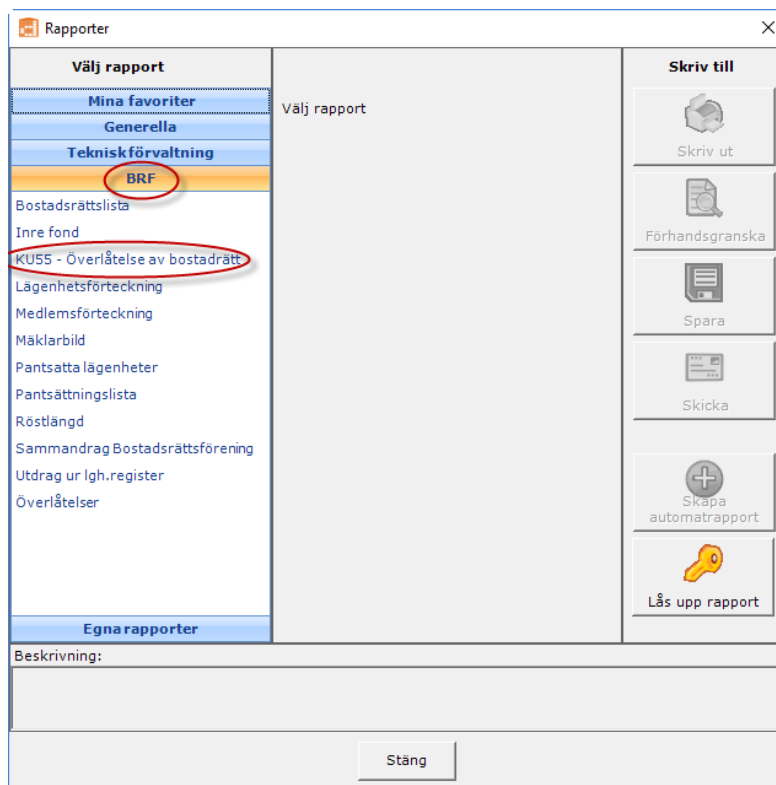 Rapporter
Välj rapport
Mina favoriter
Generella
Teknisk förvaltning
BRF
Bostadsrättslista
Inre fond
KU55 - Överlåtelse av bostadrätt
Lägenhetsförteckning
Medlemsförteckning
Mäklarbild
Pantsatta lägenheter
Pantsättningslista
Röstlängd
Sammandrag Bostadsrättsförening
Utdrag ur lgh.register
Överlåtelser
Egna rapporter
Välj rapport
Skriv till
Skriv ut
Förhandsgranska
Spara
Skicka
Skapa
automatrapport
Lås upp rapport
Beskrivning:
Stäng